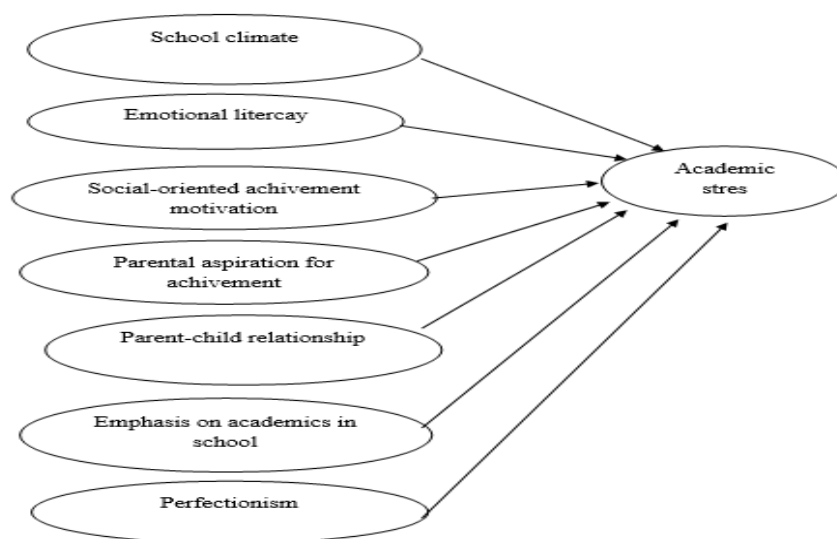 School climate
Emotional litercay
Social-oriented achivement
motivation
Parental aspiration for
achievement
Parent-child relationship
Emphasis on academics in
school
Perfectionism
Academic
stres